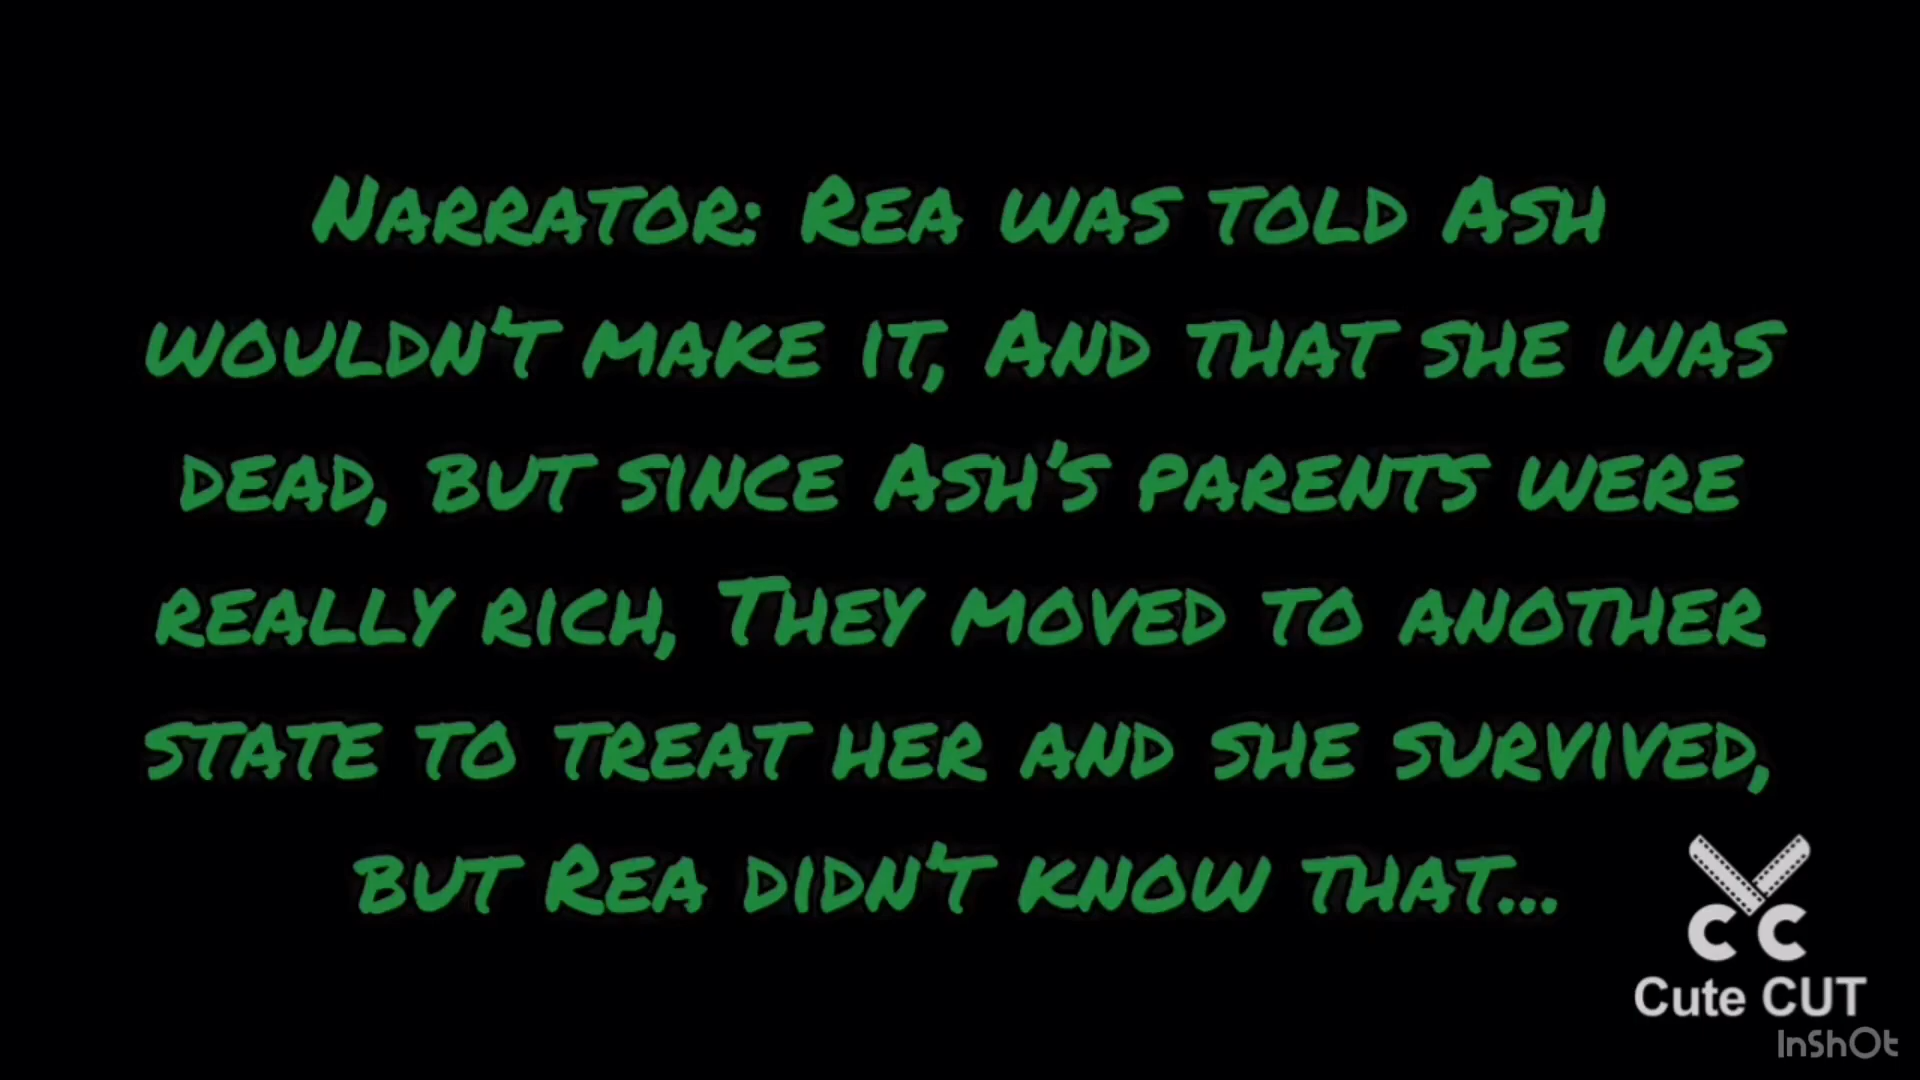 Narrator: Rea was told Ash
wouldn't make it, And that she was
dead, but since Ash's parents were
really rich, They moved to another
state to treat her and she survived,
but Rea didn't know that...
CC
Cute CUT
InShOt